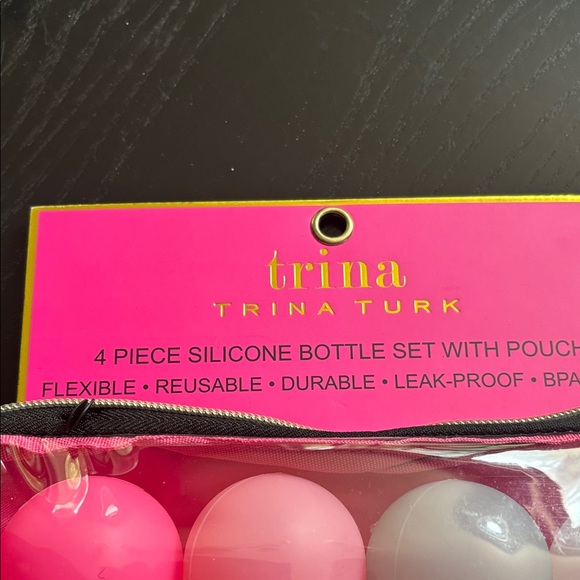 trina
TRINA TURK
4 PIECE SILICONE BOTTLE SET WITH POUCH
FLEXIBLE • REUSABLE • DURABLE • LEAK-PROOF • BPA